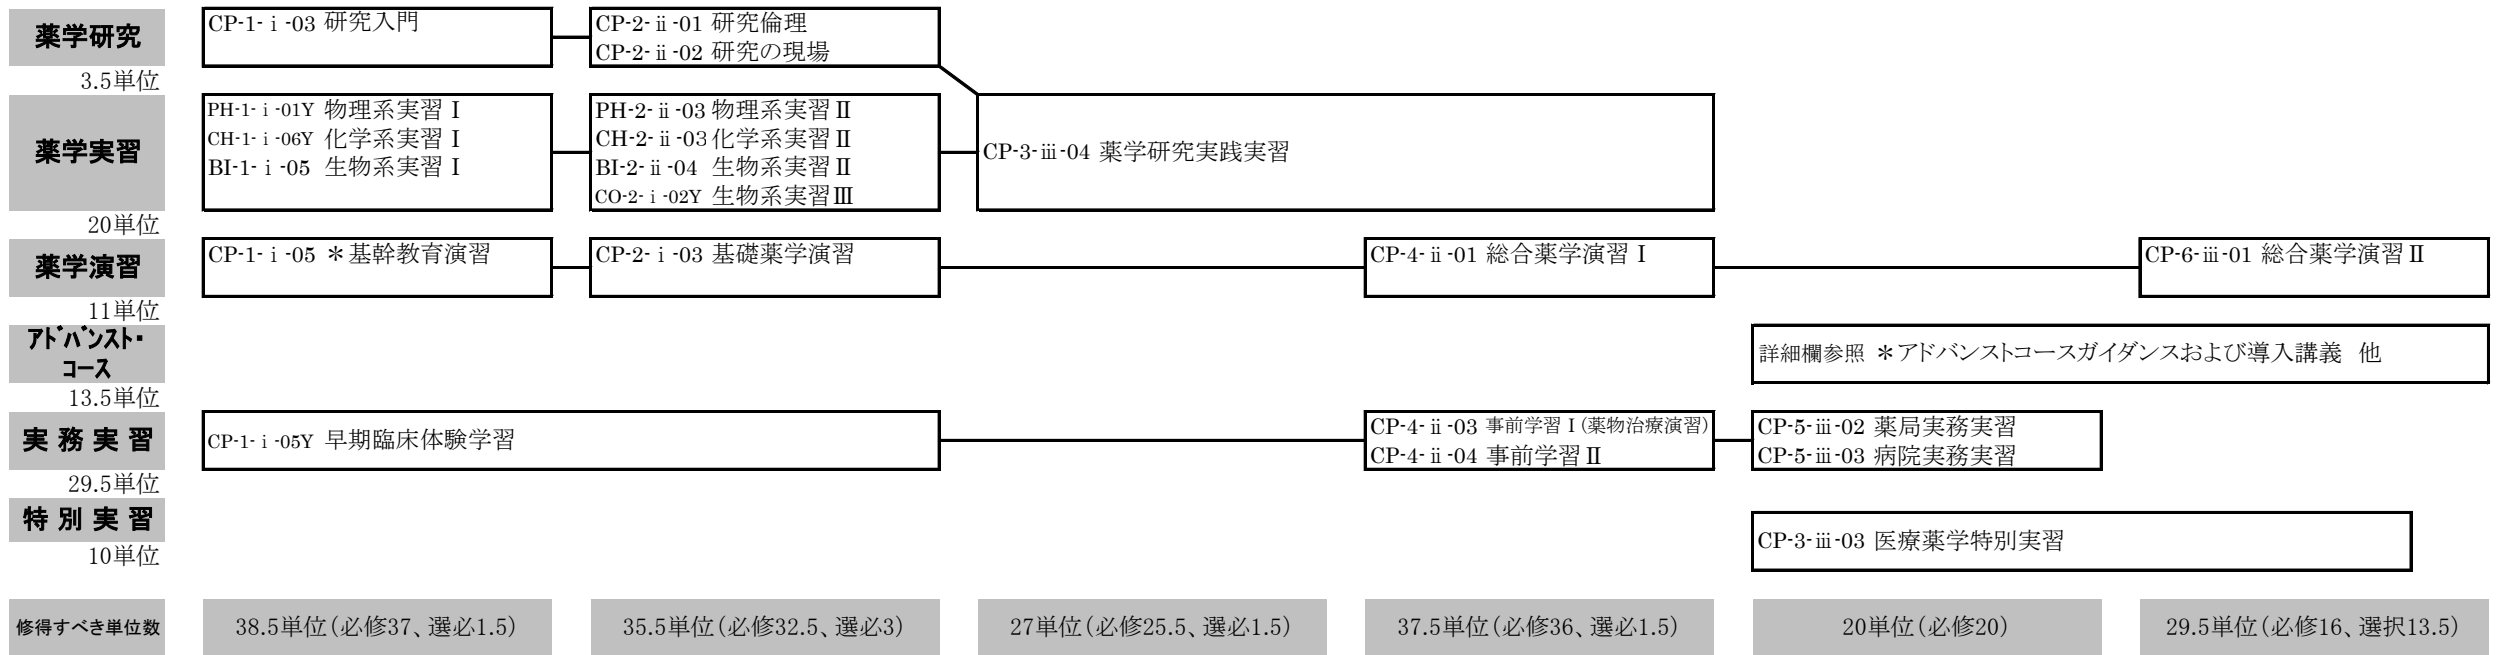 薬学研究
3.5単位
CP-1-ⅰ-03 研究入門
CP-2-ⅱ-01 研究倫理
CP-2-ⅱ-02 研究の現場
薬学実習
20単位
PH-1-ⅰ-01Y 物理系実習Ⅰ
CH-1-ⅰ-06Y 化学系実習Ⅰ
BI-1-ⅰ-05 生物系実習Ⅰ
PH-2-ⅱ-03 物理系実習Ⅱ
CH-2-ⅱ-03 化学系実習Ⅱ
BI-2-ⅱ-04 生物系実習Ⅱ
CO-2-ⅰ-02Y 生物系実習Ⅲ
CP-3-ⅲ-04 薬学研究実践実習
薬学演習
11単位
CP-1-ⅰ-05 ＊基幹教育演習
CP-2-ⅰ-03 基礎薬学演習
CP-4-ⅱ-01 総合薬学演習Ⅰ
CP-6-ⅲ-01 総合薬学演習Ⅱ
ｱﾄﾞﾊﾞﾝｽﾄ・
ｺｰｽ
13.5単位
詳細欄参照 ＊アドバンストコースガイダンスおよび導入講義 他
実務実習
29.5単位
CP-1-ⅰ-05Y 早期臨床体験学習
CP-4-ⅱ-03 事前学習Ⅰ(薬物治療演習)
CP-4-ⅱ-04 事前学習Ⅱ
CP-5-ⅲ-02 薬局実務実習
CP-5-ⅲ-03 病院実務実習
特別実習
10単位
CP-3-ⅲ-03 医療薬学特別実習
修得すべき単位数
38.5単位(必修37、選必1.5)
35.5単位(必修32.5、選必3)
27単位(必修25.5、選必1.5)
37.5単位(必修36、選必1.5)
20単位(必修20)
29.5単位(必修16、選択13.5)